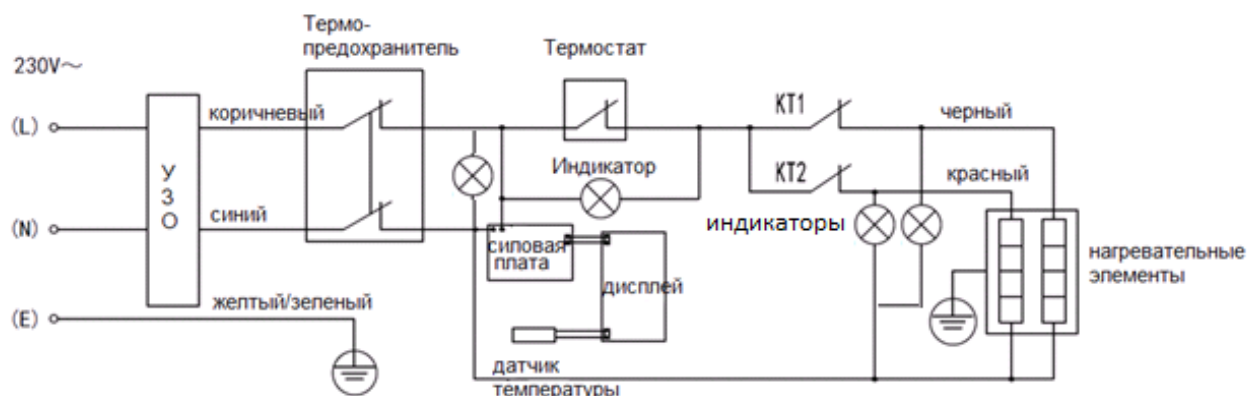 Термо-
предохранитель
Термостат
230V～
(L)
коричневый
KT1
черный
УЗО
Индикатор
KT2
красный
(N)
синий
индикаторы
силовая
плата
дисплей
нагревательные
элементы
(E)
желтый/зеленый
датчик
температуры